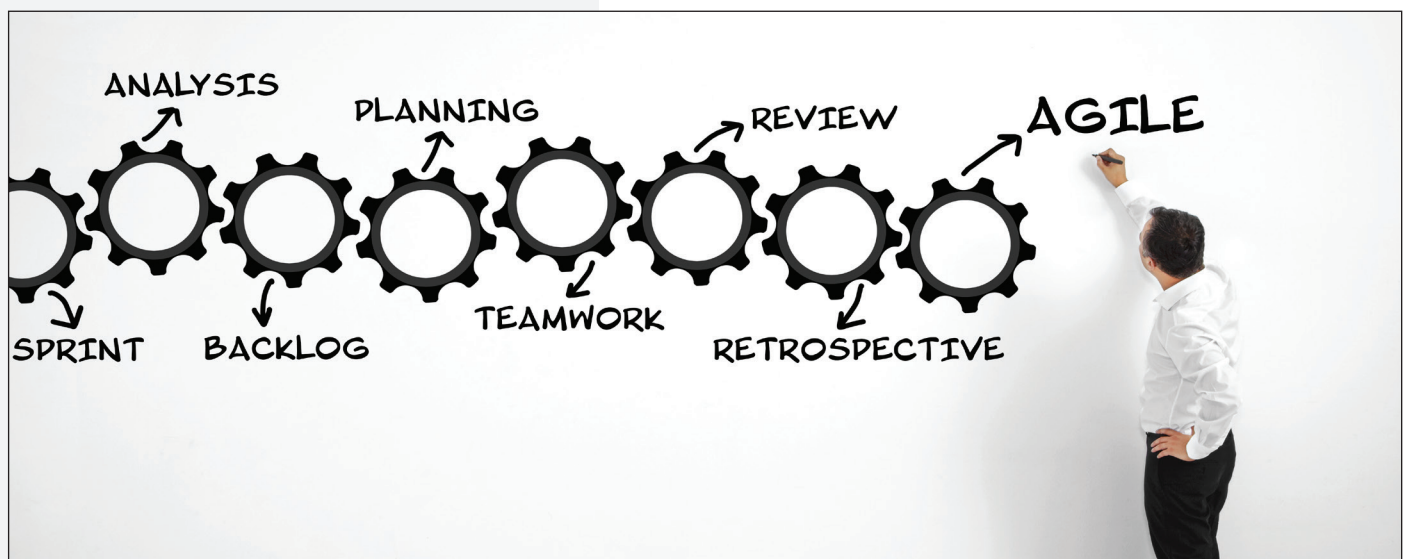 ANALYSIS
PLANNING
REVIEW
AGILE
SPRINT
BACKLOG
TEAMWORK
RETROSPECTIVE